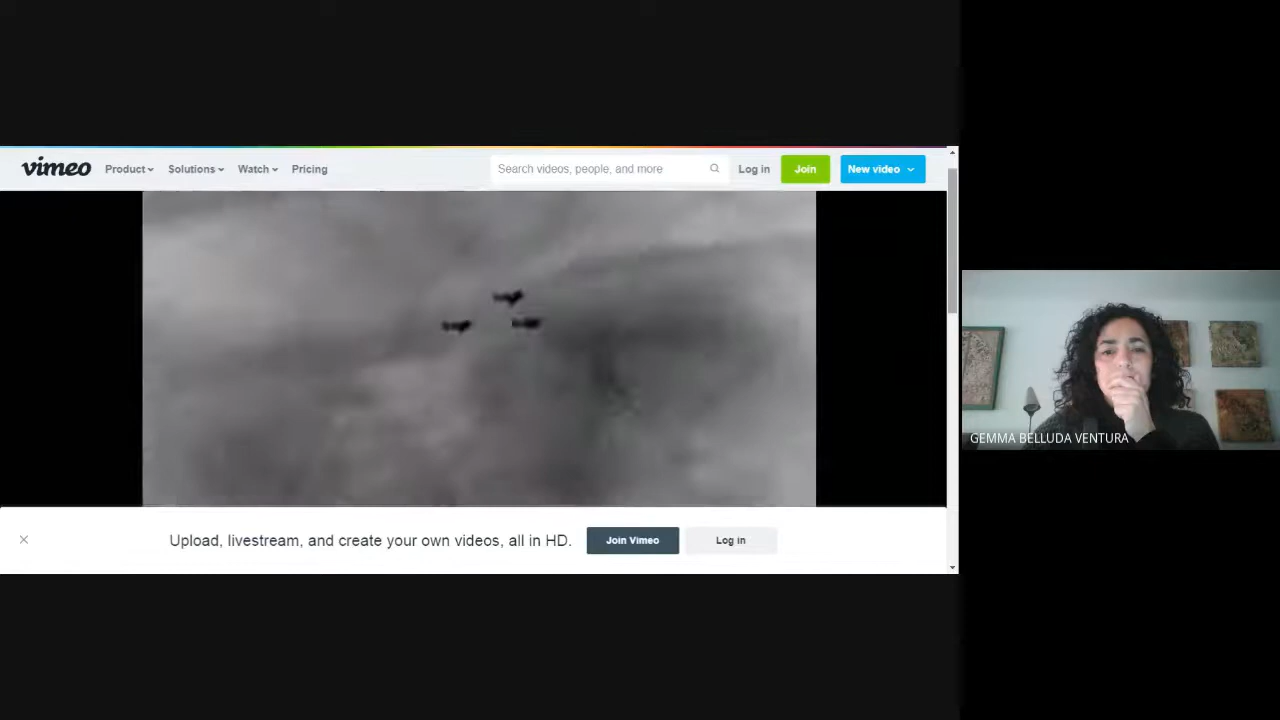 vimeo Product Solutions Watch Pricing Search videos, people, and more Log in Join New video
Upload, livestream, and create your own videos, all in HD. Join Vimeo Log in
GEMMA BELLUDA VENTURA